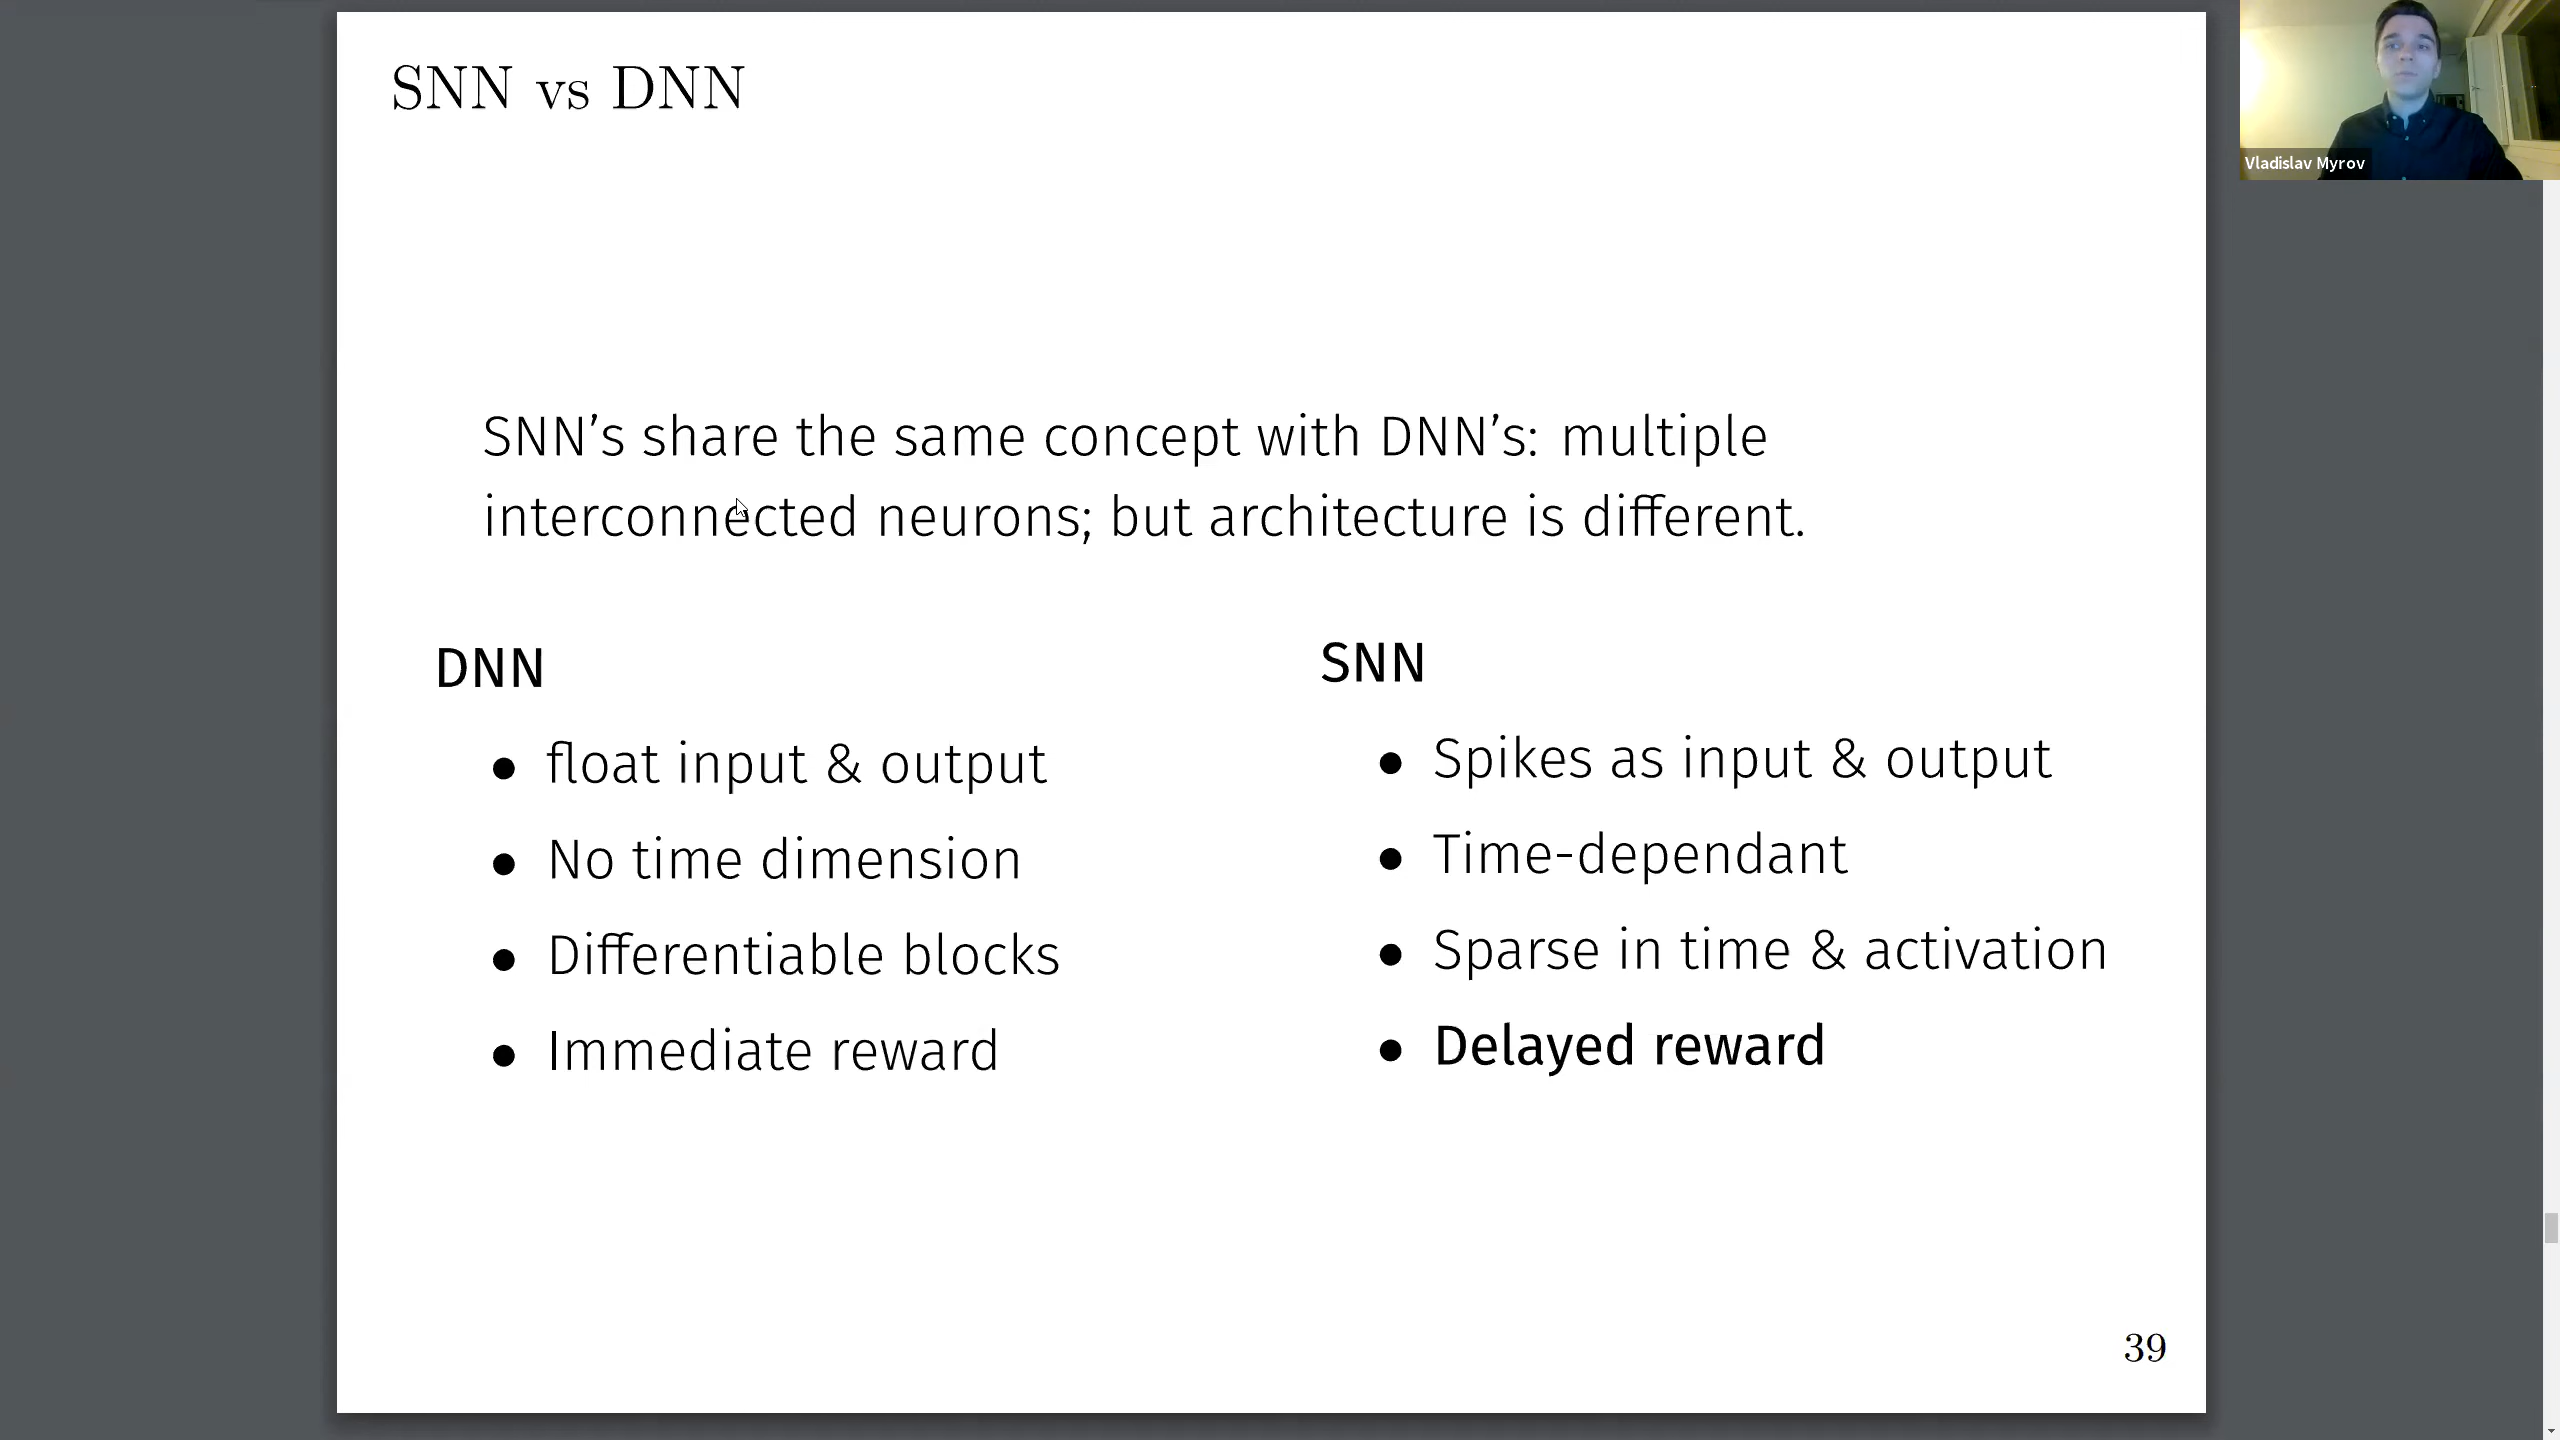 SNN vs DNN
Vladislav Myrov
SNN’s share the same concept with DNN’s: multiple
interconnected neurons; but architecture is different.
DNN
• float input & output
• No time dimension
• Differentiable blocks
• Immediate reward
SNN
• Spikes as input & output
• Time-dependant
• Sparse in time & activation
• Delayed reward
39